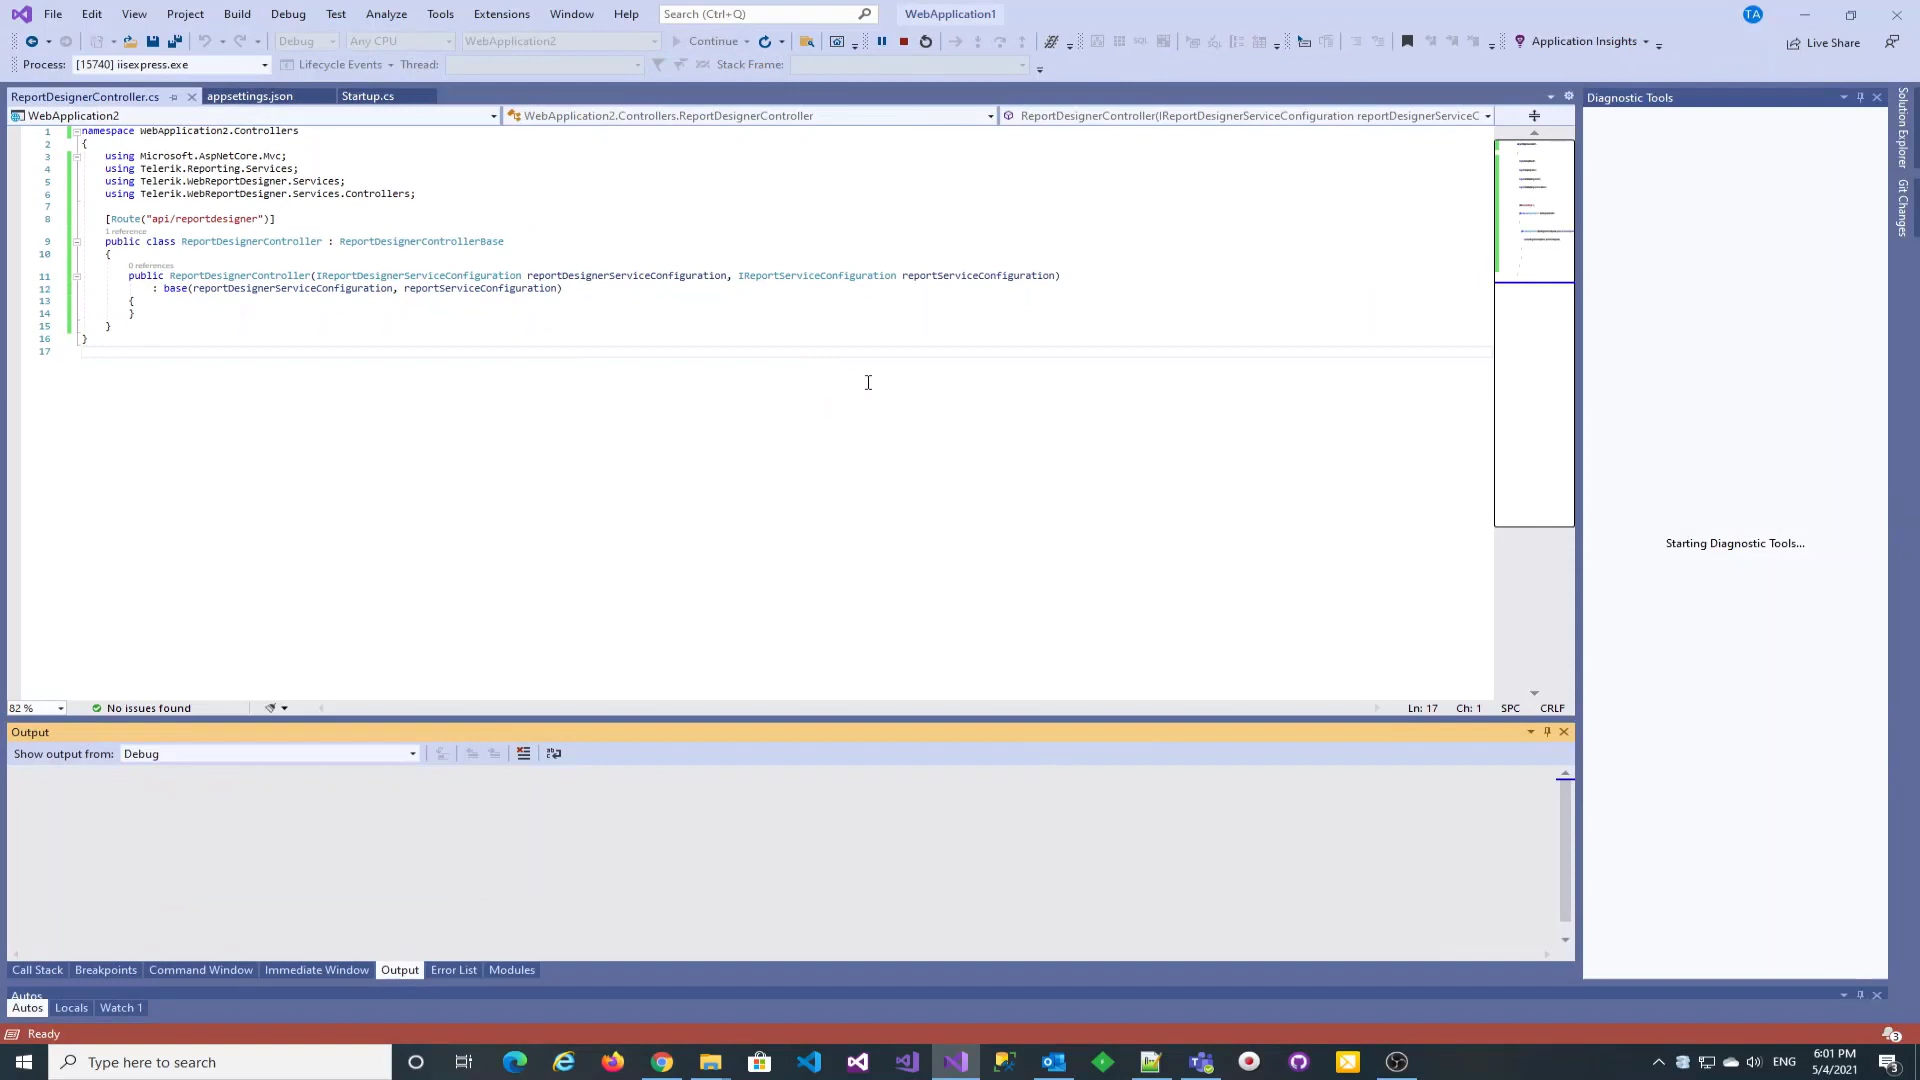 File Edit View Project Build Debug Test Analyze Tools Extensions Window Help Search (Ctrl+Q) WebApplication1 TA
Debug Any CPU WebApplication2 Continue Application Insights Live Share
Process: [15740] iisexpress.exe Lifecycle Events Thread: Stack Frame:
ReportDesignerController.cs appsettings.json Startup.cs
WebApplication2 WebApplication2.Controllers.ReportDesignerController ReportDesignerController(IReportDesignerServiceConfiguration reportDesignerServiceC
1 namespace WebApplication2.Controllers
2 {
3 using Microsoft.AspNetCore.Mvc;
4 using Telerik.Reporting.Services;
5 using Telerik.WebReportDesigner.Services;
6 using Telerik.WebReportDesigner.Services.Controllers;
7
8 [Route("api/reportdesigner")]
1 reference
9 public class ReportDesignerController : ReportDesignerControllerBase
10 {
0 references
11 public ReportDesignerController(IReportDesignerServiceConfiguration reportDesignerServiceConfiguration, IReportServiceConfiguration reportServiceConfiguration)
12 : base(reportDesignerServiceConfiguration, reportServiceConfiguration)
13 {
14 }
15 }
16 }
17
82 % No issues found Ln: 17 Ch: 1 SPC CRLF
Output
Show output from: Debug
Call Stack Breakpoints Command Window Immediate Window Output Error List Modules
Autos
Autos Locals Watch 1
Diagnostic Tools
Starting Diagnostic Tools...
Solution Explorer
Git Changes
Ready 3
Type here to search ENG 6:01 PM
5/4/2021 3